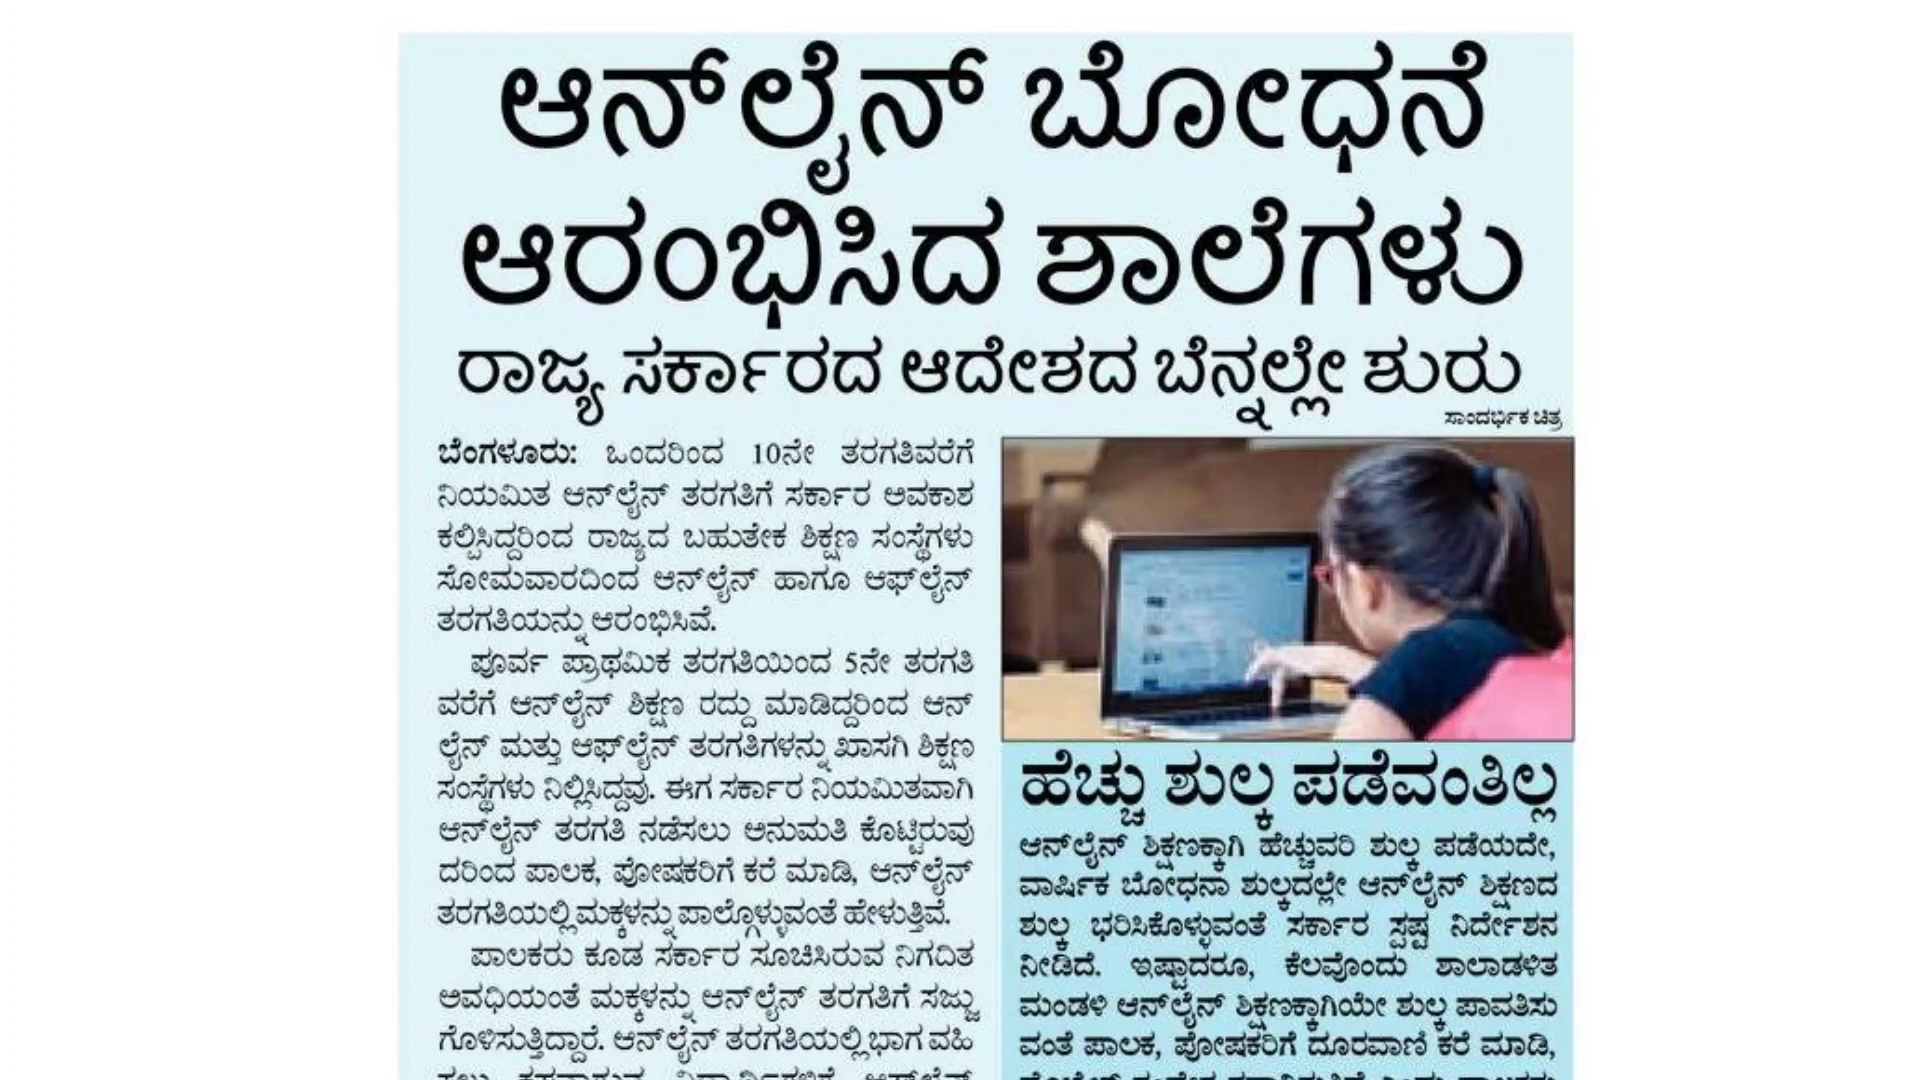 ಆನ್‌ಲೈನ್ ಬೋಧನೆ
ಆರಂಭಿಸಿದ ಶಾಲೆಗಳು
ರಾಜ್ಯ ಸರ್ಕಾರದ ಆದೇಶದ ಬೆನ್ನಲ್ಲೇ ಶುರು
ಸಾಂದರ್ಭಿಕ ಚಿತ್ರ
ಬೆಂಗಳೂರು: ಒಂದರಿಂದ 10ನೇ ತರಗತಿವರೆಗೆ
ನಿಯಮಿತ ಆನ್‌ಲೈನ್ ತರಗತಿಗೆ ಸರ್ಕಾರ ಅವಕಾಶ
ಕಲ್ಪಿಸಿದ್ದರಿಂದ ರಾಜ್ಯದ ಬಹುತೇಕ ಶಿಕ್ಷಣ ಸಂಸ್ಥೆಗಳು
ಸೋಮವಾರದಿಂದ ಆನ್‌ಲೈನ್ ಹಾಗೂ ಆಫ್‌ಲೈನ್
ತರಗತಿಯನ್ನು ಆರಂಭಿಸಿವೆ.
ಪೂರ್ವ ಪ್ರಾಥಮಿಕ ತರಗತಿಯಿಂದ 5ನೇ ತರಗತಿ
ವರೆಗೆ ಆನ್‌ಲೈನ್ ಶಿಕ್ಷಣ ರದ್ದು ಮಾಡಿದ್ದರಿಂದ ಆನ್
ಲೈನ್ ಮತ್ತು ಆಫ್‌ಲೈನ್ ತರಗತಿಗಳನ್ನು ಖಾಸಗಿ ಶಿಕ್ಷಣ
ಸಂಸ್ಥೆಗಳು ನಿಲ್ಲಿಸಿದ್ದವು. ಈಗ ಸರ್ಕಾರ ನಿಯಮಿತವಾಗಿ
ಆನ್‌ಲೈನ್ ತರಗತಿ ನಡೆಸಲು ಅನುಮತಿ ಕೊಟ್ಟಿರುವು
ದರಿಂದ ಪಾಲಕ, ಪೋಷಕರಿಗೆ ಕರೆ ಮಾಡಿ, ಆನ್‌ಲೈನ್
ತರಗತಿಯಲ್ಲಿ ಮಕ್ಕಳನ್ನು ಪಾಲ್ಗೊಳ್ಳುವಂತೆ ಹೇಳುತ್ತಿವೆ.
ಪಾಲಕರು ಕೂಡ ಸರ್ಕಾರ ಸೂಚಿಸಿರುವ ನಿಗದಿತ
ಅವಧಿಯಂತೆ ಮಕ್ಕಳನ್ನು ಆನ್‌ಲೈನ್ ತರಗತಿಗೆ ಸಜ್ಜು
ಗೊಳಿಸುತ್ತಿದ್ದಾರೆ. ಆನ್‌ಲೈನ್ ತರಗತಿಯಲ್ಲಿ ಭಾಗ ವಹಿ
ಹೆಚ್ಚು ಶುಲ್ಕ ಪಡೆವಂತಿಲ್ಲ
ಆನ್‌ಲೈನ್ ಶಿಕ್ಷಣಕ್ಕಾಗಿ ಹೆಚ್ಚುವರಿ ಶುಲ್ಕ ಪಡೆಯದೇ,
ವಾರ್ಷಿಕ ಬೋಧನಾ ಶುಲ್ಕದಲ್ಲೇ ಆನ್‌ಲೈನ್ ಶಿಕ್ಷಣದ
ಶುಲ್ಕ ಭರಿಸಿಕೊಳ್ಳುವಂತೆ ಸರ್ಕಾರ ಸ್ಪಷ್ಟ ನಿರ್ದೇಶನ
ನೀಡಿದೆ. ಇಷ್ಟಾದರೂ, ಕೆಲವೊಂದು ಶಾಲಾಡಳಿತ
ಮಂಡಳಿ ಆನ್‌ಲೈನ್ ಶಿಕ್ಷಣಕ್ಕಾಗಿಯೇ ಶುಲ್ಕ ಪಾವತಿಸು
ವಂತೆ ಪಾಲಕ, ಪೋಷಕರಿಗೆ ದೂರವಾಣಿ ಕರೆ ಮಾಡಿ,